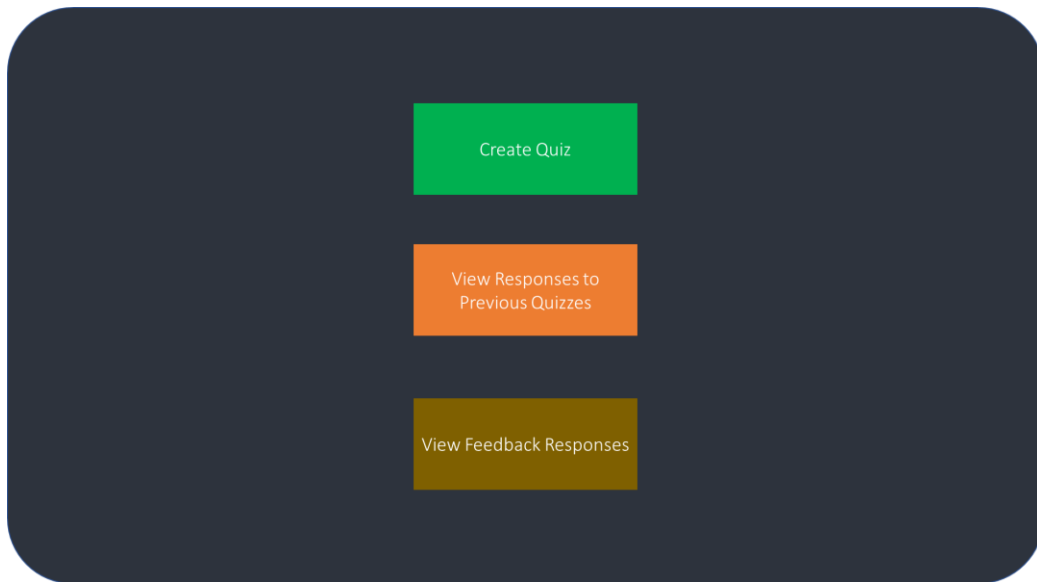 Create Quiz
View Responses to
Previous Quizzes
View Feedback Responses